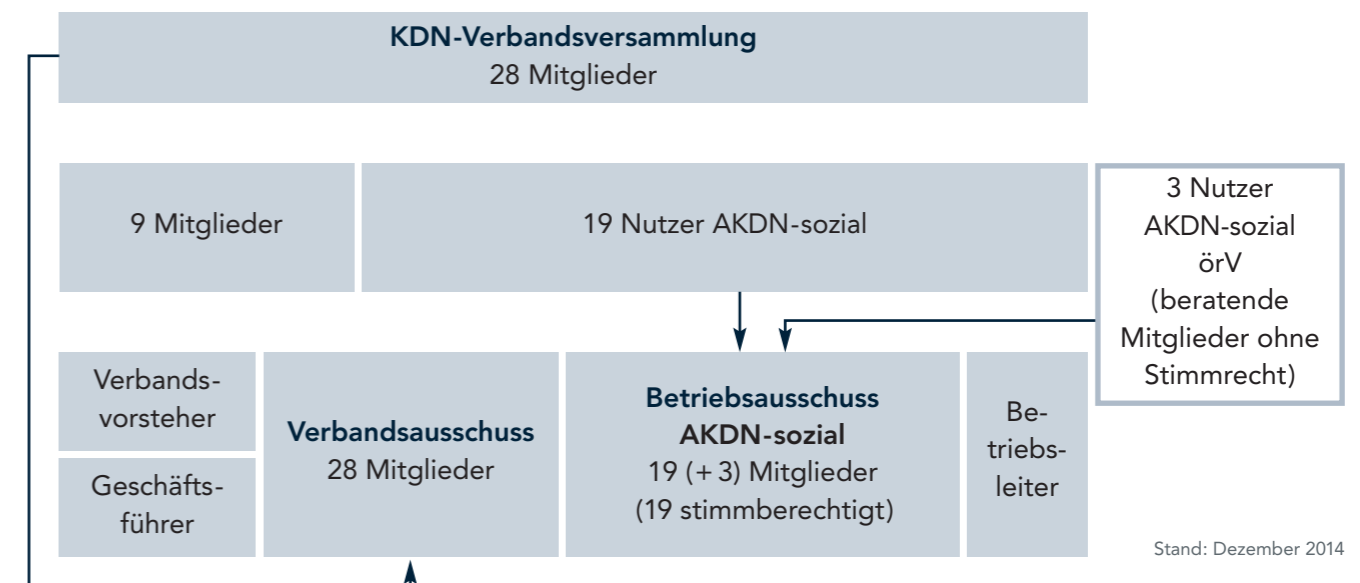 KDN-Verbandsversammlung
28 Mitglieder
9 Mitglieder
19 Nutzer AKDN-sozial
3 Nutzer
AKDN-sozial
örV
(beratende
Mitglieder ohne
Stimmrecht)
Verbands-
vorsteher
Geschäfts-
führer
Verbandsausschuss
28 Mitglieder
Betriebsausschuss
AKDN-sozial
19 (+ 3) Mitglieder
(19 stimmberechtigt)
Be-
triebs-
leiter
Stand: Dezember 2014